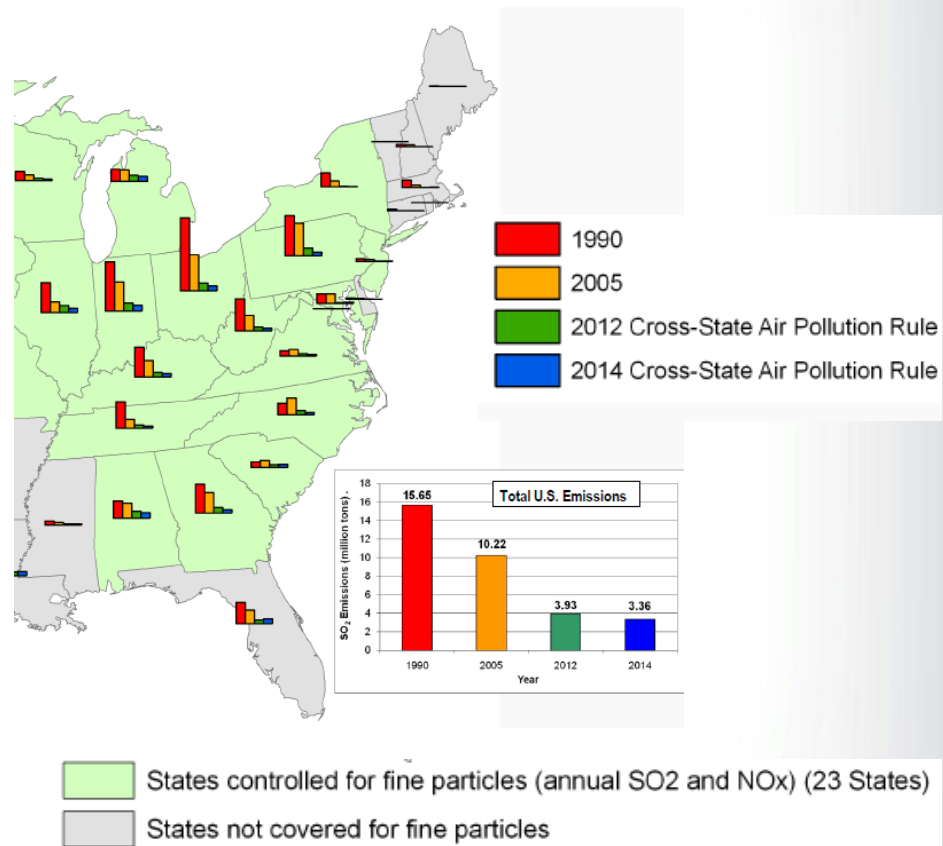 1990
2005
2012 Cross-State Air Pollution Rule
2014 Cross-State Air Pollution Rule
Total U.S. Emissions
SO2 Emissions (million tons) .
18
16
14
12
10
8
6
4
2
0
15.65
10.22
3.93
3.36
1990
2005
2012
2014
Year
States controlled for fine particles (annual SO2 and NOx) (23 States)
States not covered for fine particles